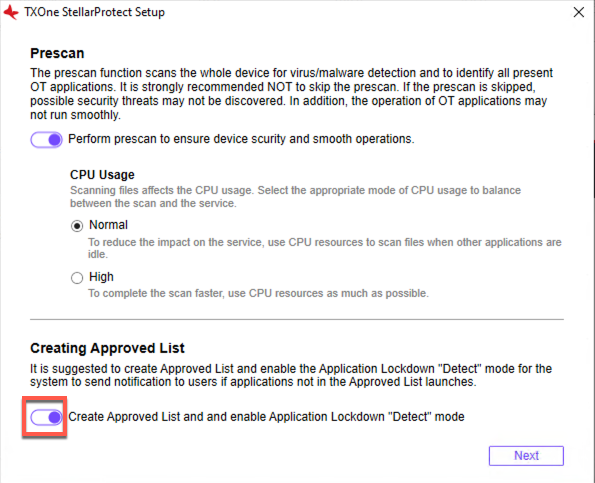 TXOne StellarProtect Setup
Prescan
The prescan function scans the whole device for virus/malware detection and to identify all present
OT applications. It is strongly recommended NOT to skip the prescan. If the prescan is skipped,
possible security threats may not be discovered. In addition, the operation of OT applications may
not run smoothly.
Perform prescan to ensure device scurity and smooth operations.
CPU Usage
Scanning files affects the CPU usage. Select the appropriate mode of CPU usage to balance
between the scan and the service.
Normal
To reduce the impact on the service, use CPU resources to scan files when other applications are
idle.
High
To complete the scan faster, use CPU resources as much as possible.
Creating Approved List
It is suggested to create Approved List and enable the Application Lockdown "Detect" mode for the
system to send notification to users if applications not in the Approved List launches.
Create Approved List and and enable Application Lockdown "Detect" mode
Next